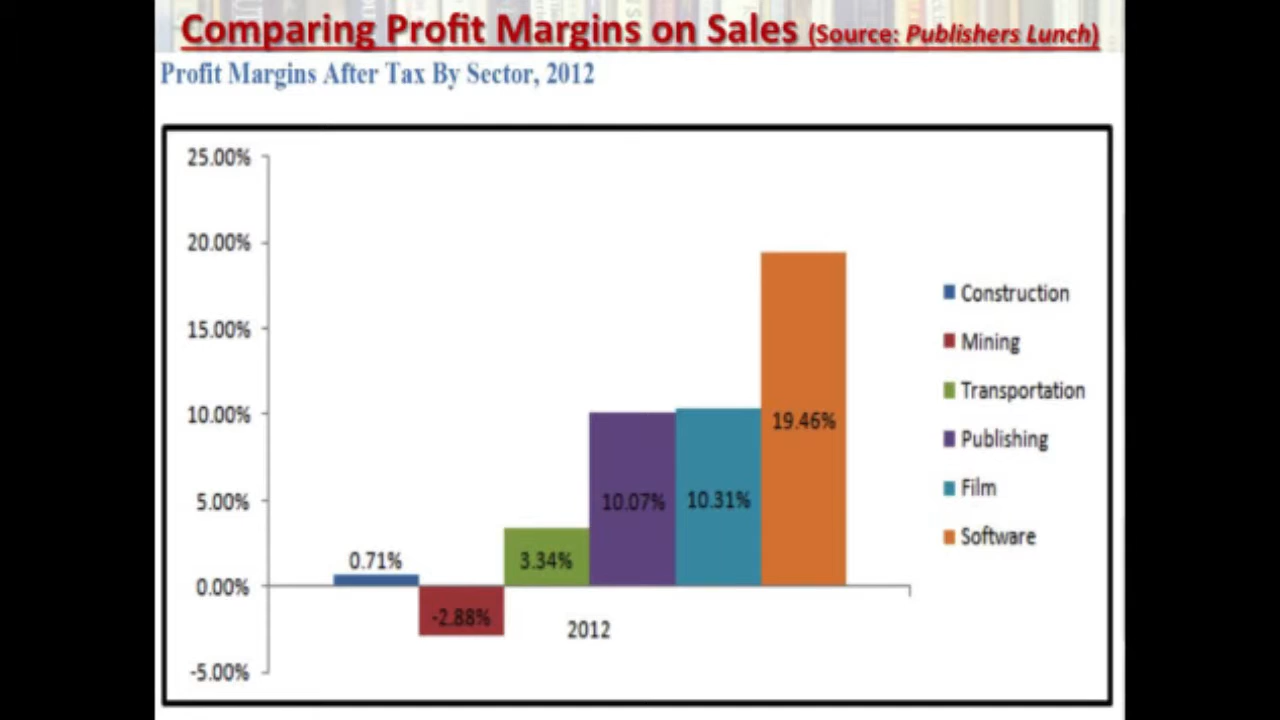 Comparing Profit Margins on Sales (Source: Publishers Lunch)
Profit Margins After Tax By Sector, 2012
25.00%
20.00%
15.00%
10.00%
5.00%
0.00%
-5.00%
0.71%
-2.88%
3.34%
10.07%
10.31%
19.46%
2012
Construction
Mining
Transportation
Publishing
Film
Software